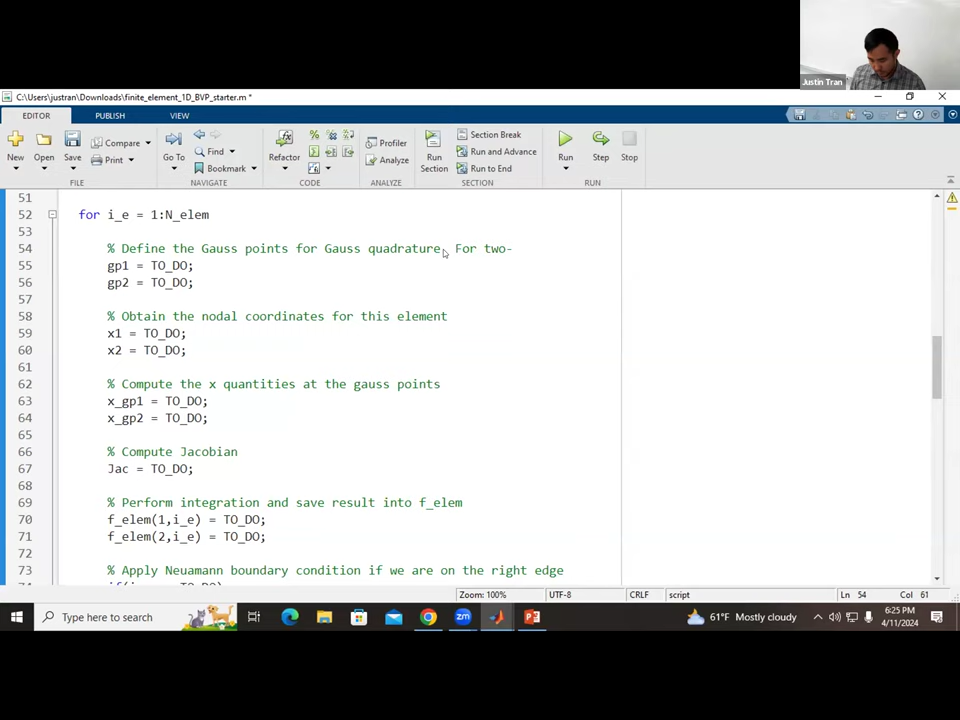 Justin Tran
C:\Users\justran\Downloads\finite_element_1D_BVP_starter.m *
EDITOR PUBLISH VIEW
New Open Save Compare Print FILE
Go To Find Bookmark NAVIGATE
Refactor CODE
Profiler Analyze ANALYZE
Run Section Section Break Run and Advance Run to End SECTION
Run Step Stop RUN
51
52 for i_e = 1:N_elem
53
54 % Define the Gauss points for Gauss quadrature. For two-
55 gp1 = TO_DO;
56 gp2 = TO_DO;
57
58 % Obtain the nodal coordinates for this element
59 x1 = TO_DO;
60 x2 = TO_DO;
61
62 % Compute the x quantities at the gauss points
63 x_gp1 = TO_DO;
64 x_gp2 = TO_DO;
65
66 % Compute Jacobian
67 Jac = TO_DO;
68
69 % Perform integration and save result into f_elem
70 f_elem(1,i_e) = TO_DO;
71 f_elem(2,i_e) = TO_DO;
72
73 % Apply Neuamann boundary condition if we are on the right edge
Zoom: 100% UTF-8 CRLF script Ln 54 Col 61
Type here to search
61°F Mostly cloudy
6:25 PM
4/11/2024